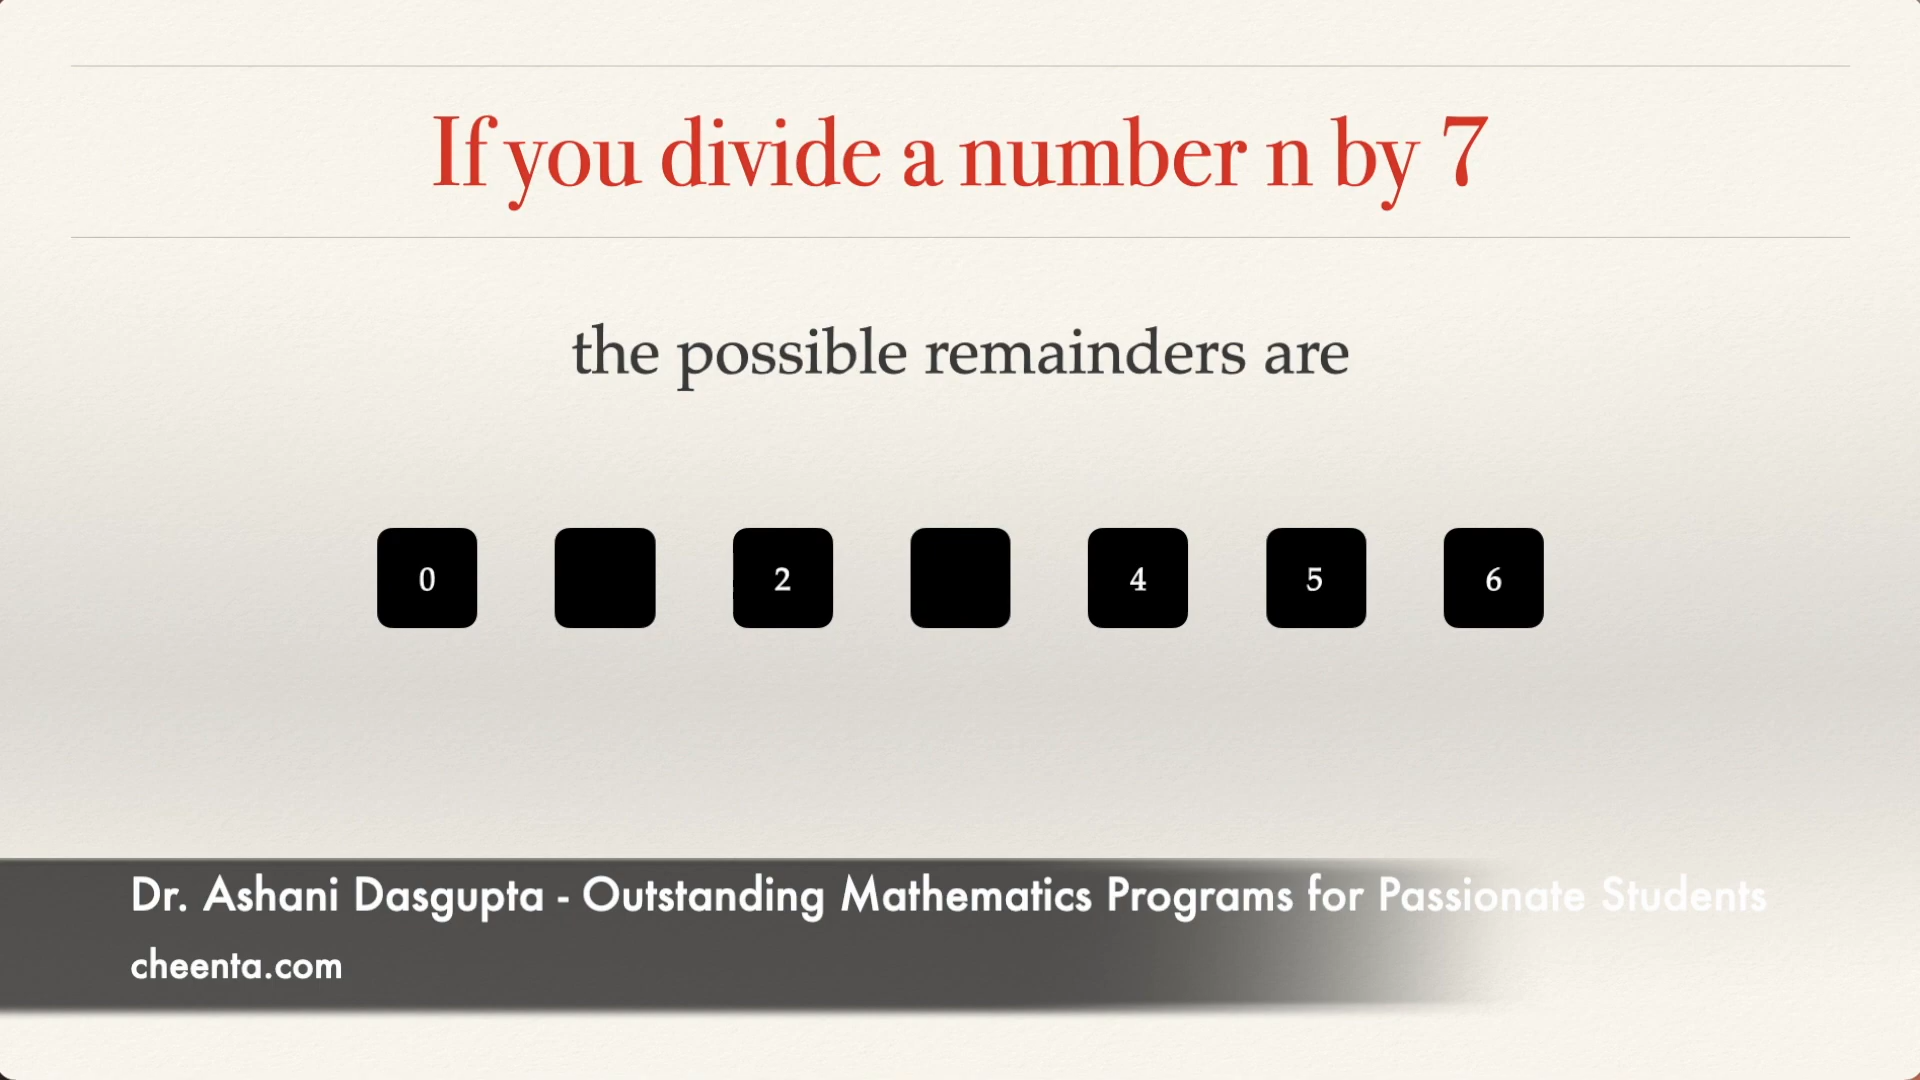 If you divide a number n by 7
the possible remainders are
0 2 4 5 6
Dr. Ashani Dasgupta - Outstanding Mathematics Programs for Passionate Students
cheenta.com